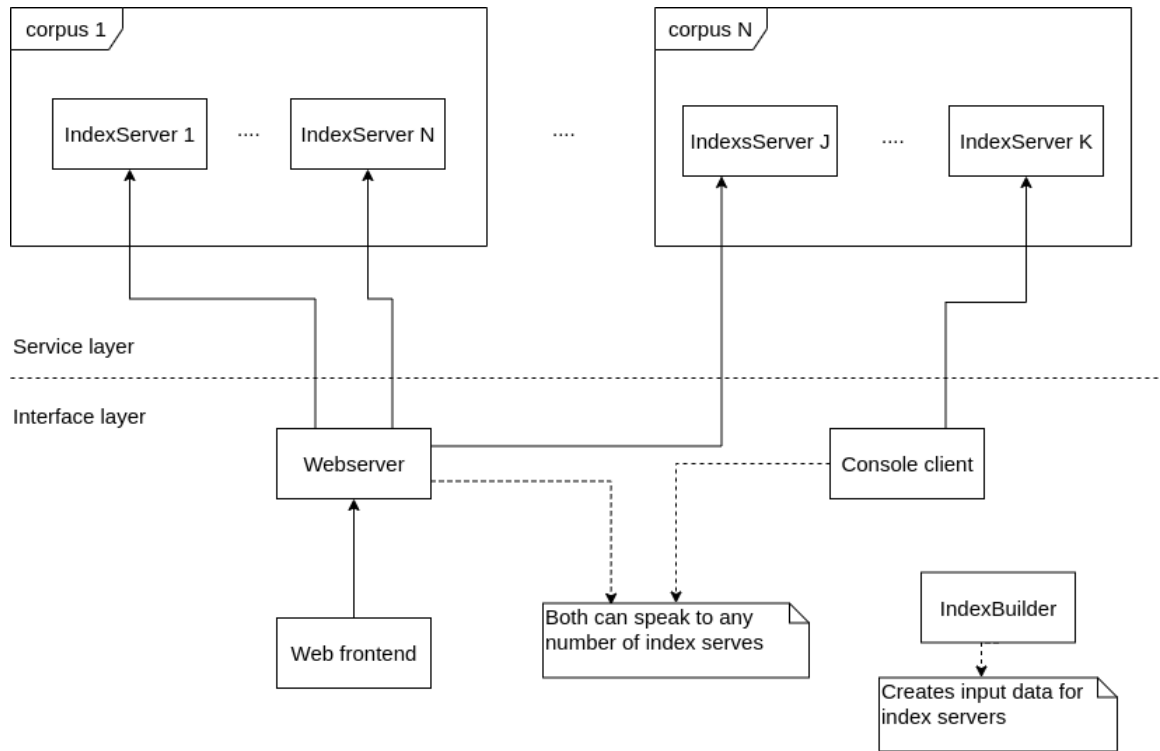 corpus 1
corpus N
IndexServer 1
....
IndexServer N
....
IndexsServer J
....
IndexServer K
Service layer
Interface layer
Webserver
Console client
Web frontend
Both can speak to any
number of index serves
IndexBuilder
Creates input data for
index servers